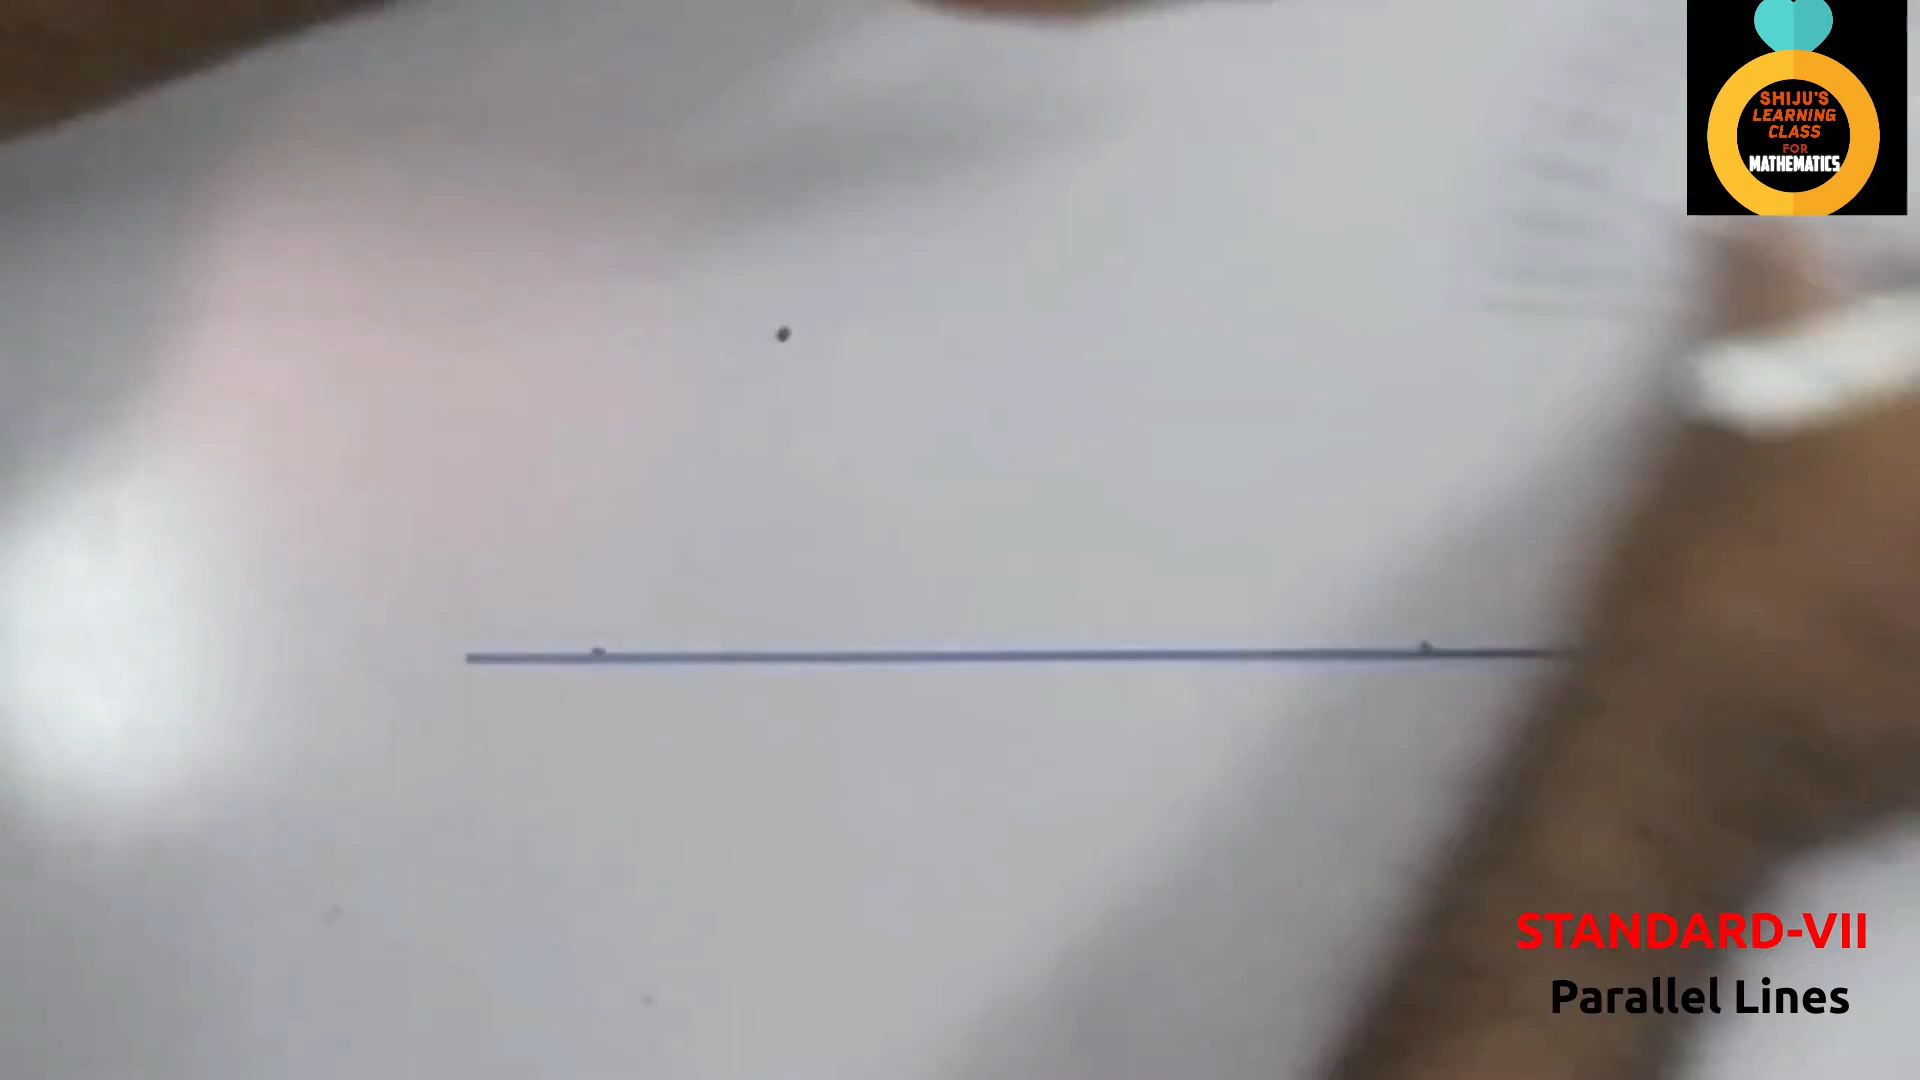 SHIJU'S
LEARNING
CLASS
FOR
MATHEMATICS
STANDARD-VII
Parallel Lines